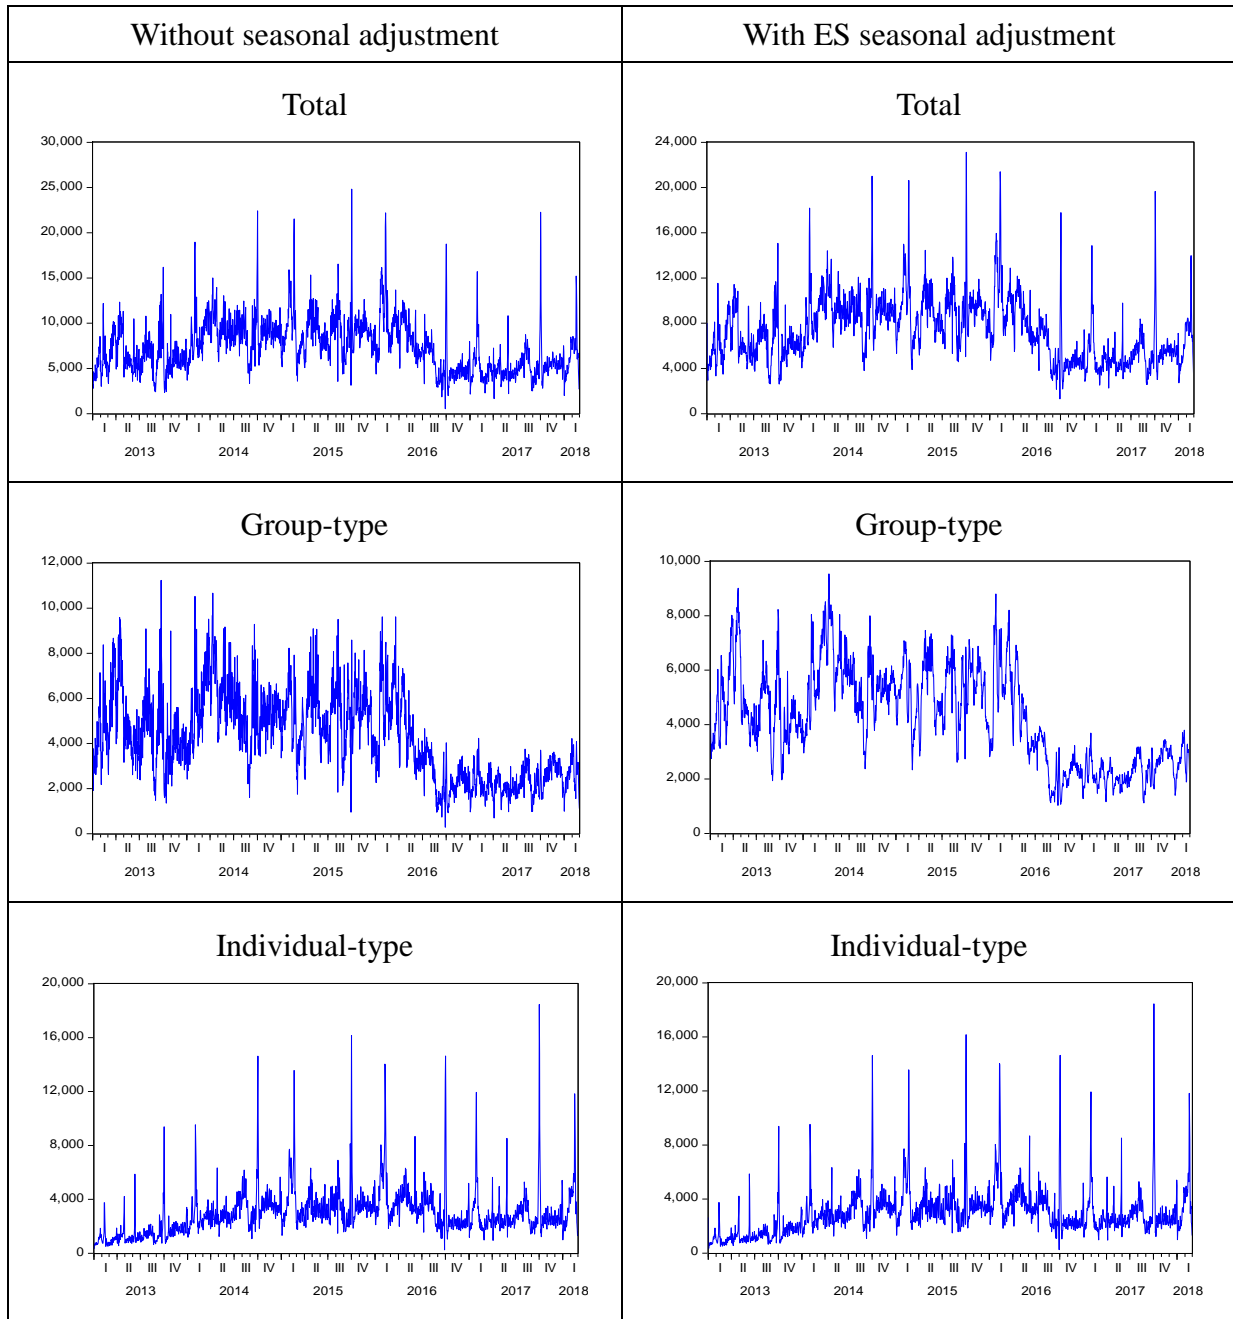 Without seasonal adjustment
With ES seasonal adjustment
Total
30,000
25,000
20,000
15,000
10,000
5,000
0
I II III IV I II III IV I II III IV I II III IV I II III IV I
2013 2014 2015 2016 2017 2018
Total
24,000
20,000
16,000
12,000
8,000
4,000
0
I II III IV I II III IV I II III IV I II III IV I II III IV I
2013 2014 2015 2016 2017 2018
Group-type
12,000
10,000
8,000
6,000
4,000
2,000
0
I II III IV I II III IV I II III IV I II III IV I II III IV I
2013 2014 2015 2016 2017 2018
Group-type
10,000
8,000
6,000
4,000
2,000
0
I II III IV I II III IV I II III IV I II III IV I II III IV I
2013 2014 2015 2016 2017 2018
Individual-type
20,000
16,000
12,000
8,000
4,000
0
I II III IV I II III IV I II III IV I II III IV I II III IV I
2013 2014 2015 2016 2017 2018
Individual-type
20,000
16,000
12,000
8,000
4,000
0
I II III IV I II III IV I II III IV I II III IV I II III IV I
2013 2014 2015 2016 2017 2018